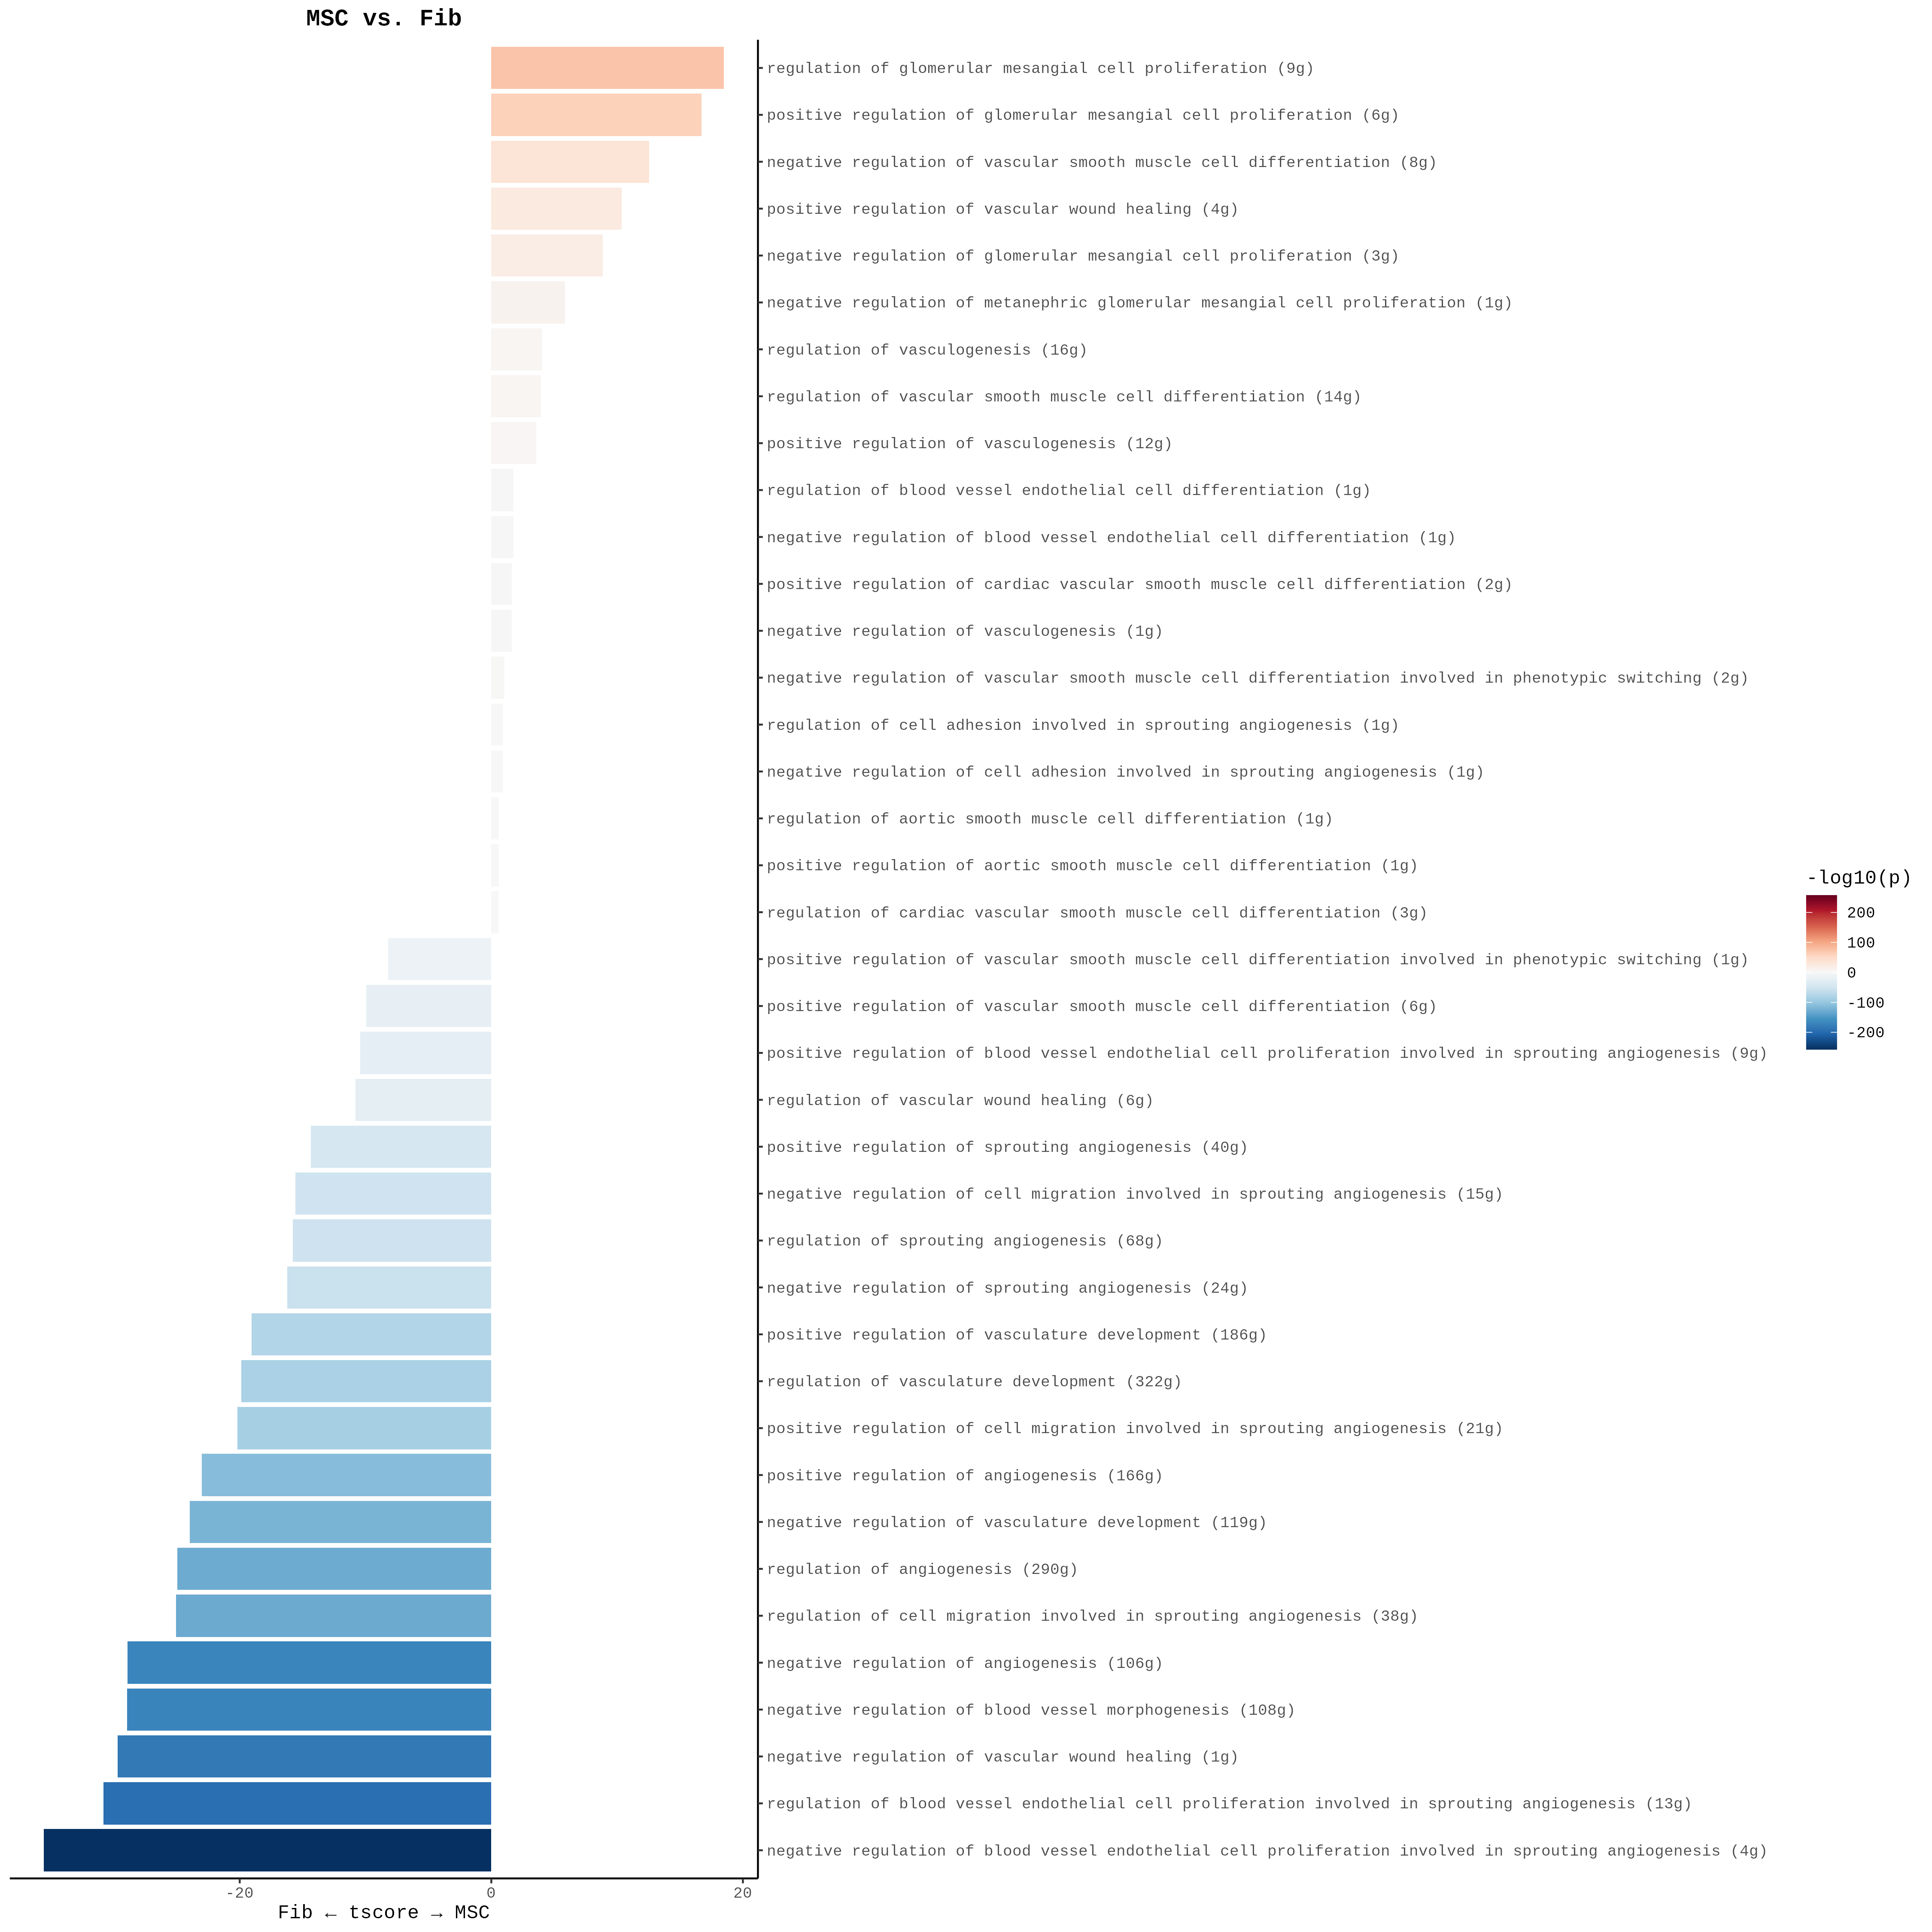 MSC vs. Fib
regulation of glomerular mesangial cell proliferation (9g)
positive regulation of glomerular mesangial cell proliferation (6g)
negative regulation of vascular smooth muscle cell differentiation (8g)
positive regulation of vascular wound healing (4g)
negative regulation of glomerular mesangial cell proliferation (3g)
negative regulation of metanephric glomerular mesangial cell proliferation (1g)
regulation of vasculogenesis (16g)
regulation of vascular smooth muscle cell differentiation (14g)
positive regulation of vasculogenesis (12g)
regulation of blood vessel endothelial cell differentiation (1g)
negative regulation of blood vessel endothelial cell differentiation (1g)
positive regulation of cardiac vascular smooth muscle cell differentiation (2g)
negative regulation of vasculogenesis (1g)
negative regulation of vascular smooth muscle cell differentiation involved in phenotypic switching (2g)
regulation of cell adhesion involved in sprouting angiogenesis (1g)
negative regulation of cell adhesion involved in sprouting angiogenesis (1g)
regulation of aortic smooth muscle cell differentiation (1g)
positive regulation of aortic smooth muscle cell differentiation (1g)
regulation of cardiac vascular smooth muscle cell differentiation (3g)
positive regulation of vascular smooth muscle cell differentiation involved in phenotypic switching (1g)
positive regulation of vascular smooth muscle cell differentiation (6g)
positive regulation of blood vessel endothelial cell proliferation involved in sprouting angiogenesis (9g)
regulation of vascular wound healing (6g)
positive regulation of sprouting angiogenesis (40g)
negative regulation of cell migration involved in sprouting angiogenesis (15g)
regulation of sprouting angiogenesis (68g)
negative regulation of sprouting angiogenesis (24g)
positive regulation of vasculature development (186g)
regulation of vasculature development (322g)
positive regulation of cell migration involved in sprouting angiogenesis (21g)
positive regulation of angiogenesis (166g)
negative regulation of vasculature development (119g)
regulation of angiogenesis (290g)
regulation of cell migration involved in sprouting angiogenesis (38g)
negative regulation of angiogenesis (106g)
negative regulation of blood vessel morphogenesis (108g)
negative regulation of vascular wound healing (1g)
regulation of blood vessel endothelial cell proliferation involved in sprouting angiogenesis (13g)
negative regulation of blood vessel endothelial cell proliferation involved in sprouting angiogenesis (4g)
-20 0 20
Fib ← tscore → MSC
-log10(p)
200
100
0
-100
-200